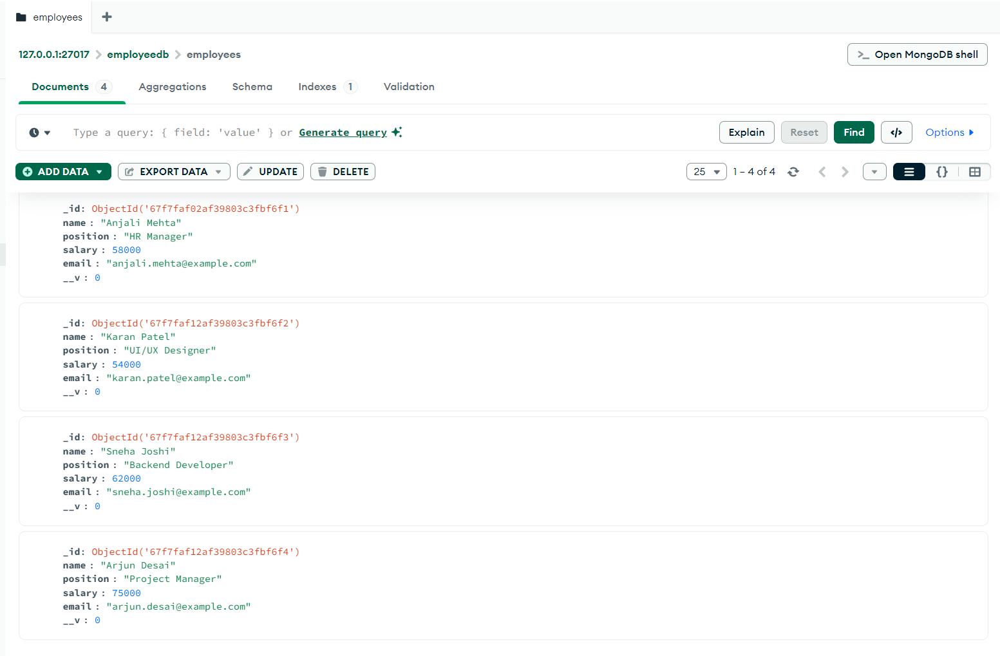 employees
127.0.0.1:27017 employeedb employees
>_ Open MongoDB shell
Documents 4 Aggregations Schema Indexes 1 Validation
Type a query: { field: 'value' } or Generate query
Explain Reset Find </> Options
ADD DATA EXPORT DATA UPDATE DELETE
25 1 – 4 of 4 {}
_id: ObjectId('67f7faf02af39803c3fbf6f1')
name : "Anjali Mehta"
position : "HR Manager"
salary : 58000
email : "anjali.mehta@example.com"
__v : 0
_id: ObjectId('67f7faf12af39803c3fbf6f2')
name : "Karan Patel"
position : "UI/UX Designer"
salary : 54000
email : "karan.patel@example.com"
__v : 0
_id: ObjectId('67f7faf12af39803c3fbf6f3')
name : "Sneha Joshi"
position : "Backend Developer"
salary : 62000
email : "sneha.joshi@example.com"
__v : 0
_id: ObjectId('67f7faf12af39803c3fbf6f4')
name : "Arjun Desai"
position : "Project Manager"
salary : 75000
email : "arjun.desai@example.com"
__v : 0